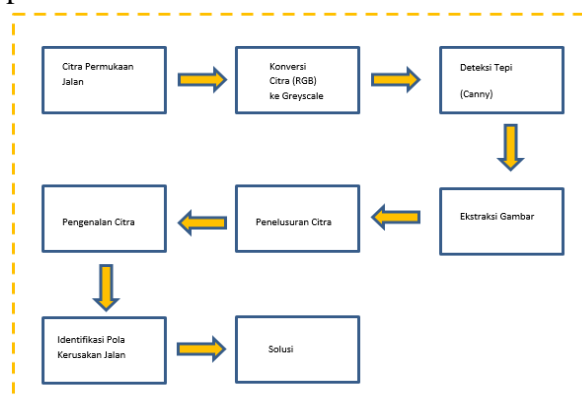 Citra Permukaan
Jalan
Konversi
Citra (RGB)
ke Greyscale
Deteksi Tepi
(Canny)
Ekstraksi Gambar
Penelusuran Citra
Pengenalan Citra
Identifikasi Pola
Kerusakan Jalan
Solusi